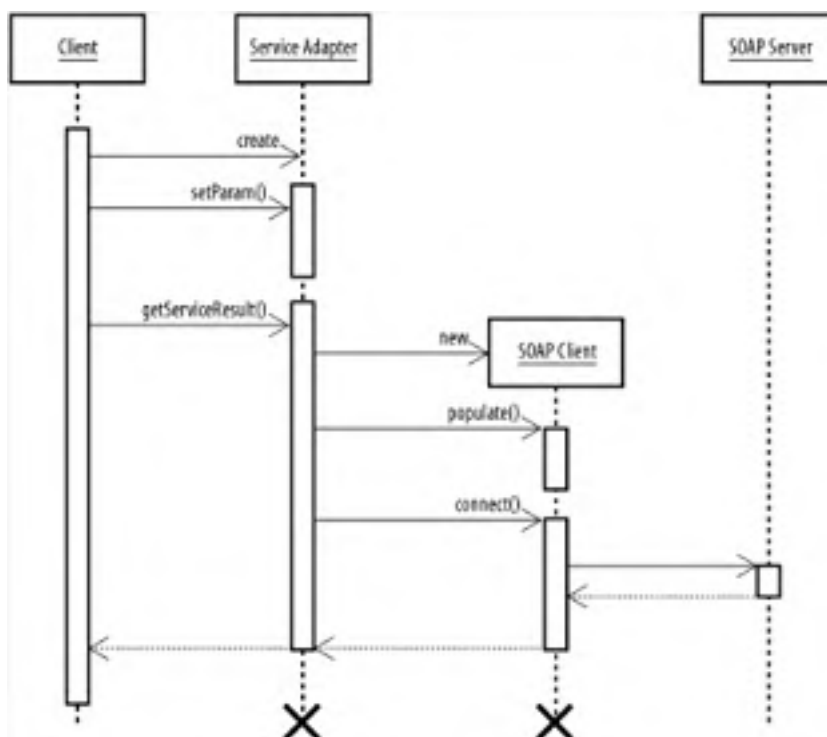 Client
Service Adapter
SOAP Server
create
setParam()
getServiceResult()
new
SOAP Client
populate()
connect()